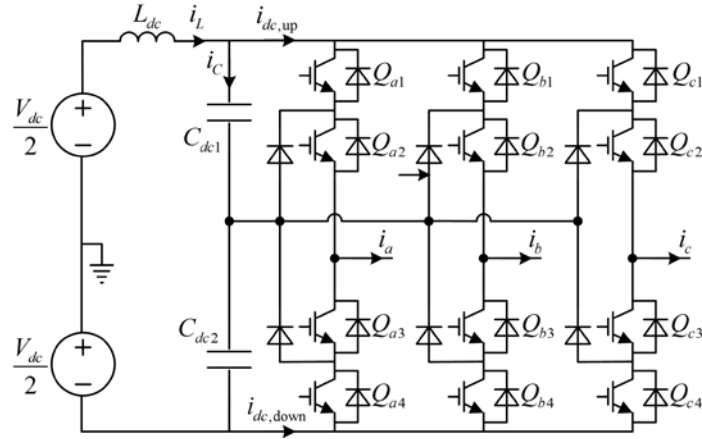 L_dc i_L i_dc,up
i_C Q_a1 Q_b1 Q_c1
+ V_dc/2 −
C_dc1 Q_a2 Q_b2 Q_c2
i_a i_b i_c
+ V_dc/2 −
C_dc2 Q_a3 Q_b3 Q_c3
i_dc,down Q_a4 Q_b4 Q_c4